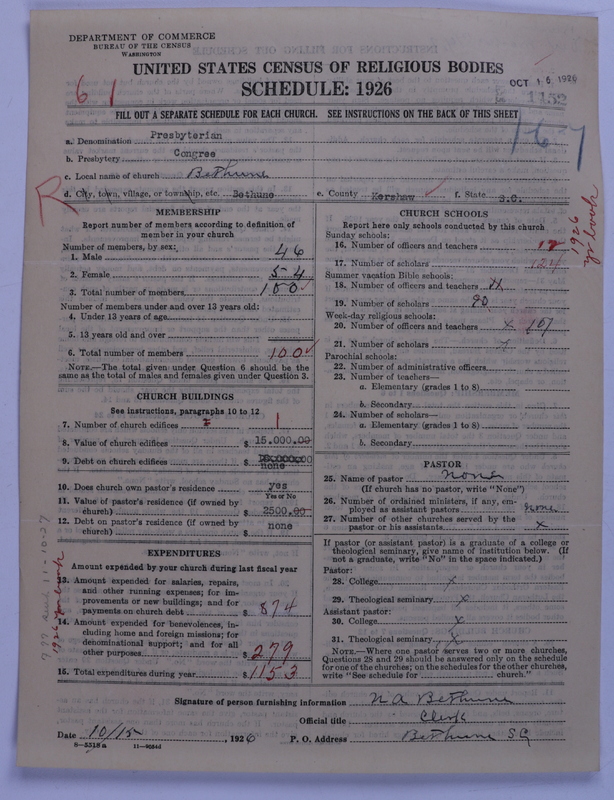 DEPARTMENT OF COMMERCE
BUREAU OF THE CENSUS
WASHINGTON
UNITED STATES CENSUS OF RELIGIOUS BODIES
SCHEDULE: 1926
OCT 16 1926
1152
61
167
FILL OUT A SEPARATE SCHEDULE FOR EACH CHURCH. SEE INSTRUCTIONS ON THE BACK OF THIS SHEET
a. Denomination Presbyterian
b. Presbytery Congree
c. Local name of church Bethune
R
d. City, town, village, or township, etc. Bethune e. County Kershaw f. State S.C.
MEMBERSHIP
Report number of members according to definition of
member in your church
Number of members, by sex:
1. Male 46
2. Female 54
3. Total number of members 100
Number of members under and over 13 years old:
4. Under 13 years of age
5. 13 years old and over
6. Total number of members 100
NOTE.—The total given under Question 6 should be the
same as the total of males and females given under Question 3.
CHURCH BUILDINGS
See instructions, paragraphs 10 to 12
7. Number of church edifices 1
8. Value of church edifices $ 15.000.00
9. Debt on church edifices $ none
10. Does church own pastor's residence yes
Yes or No
11. Value of pastor's residence (if owned by
church) $ 2500.00
12. Debt on pastor's residence (if owned by
church) $ none
EXPENDITURES
Amount expended by your church during last fiscal year
13. Amount expended for salaries, repairs,
and other running expenses; for im-
provements or new buildings; and for
payments on church debt $ 874
14. Amount expended for benevolences, in-
cluding home and foreign missions; for
denominational support; and for all
other purposes $ 279
15. Total expenditures during year $ 1153
CHURCH SCHOOLS
Report here only schools conducted by this church
Sunday schools:
16. Number of officers and teachers 12
17. Number of scholars 124
Summer vacation Bible schools:
18. Number of officers and teachers
19. Number of scholars 80
Week-day religious schools:
20. Number of officers and teachers x
21. Number of scholars
Parochial schools:
22. Number of administrative officers
23. Number of teachers—
a. Elementary (grades 1 to 8)
b. Secondary
24. Number of scholars—
a. Elementary (grades 1 to 8)
b. Secondary
1926
PASTOR
25. Name of pastor none
(If church has no pastor, write "None")
26. Number of ordained ministers, if any, em-
ployed as assistant pastors none
27. Number of other churches served by the
pastor or his assistants x
If pastor (or assistant pastor) is a graduate of a college or
theological seminary, give name of institution below. (If
not a graduate, write "No" in the space indicated.)
Pastor:
28. College x
29. Theological seminary x
Assistant pastor:
30. College x
31. Theological seminary x
NOTE.—Where one pastor serves two or more churches,
Questions 28 and 29 should be answered only on the schedule
for one of the churches; on the schedules for the other churches,
write "See schedule for church."
Signature of person furnishing information N A Bethune
Official title Clerk
Date 10/15, 1926 P. O. Address Bethune SC
8—5518a 11—9054d